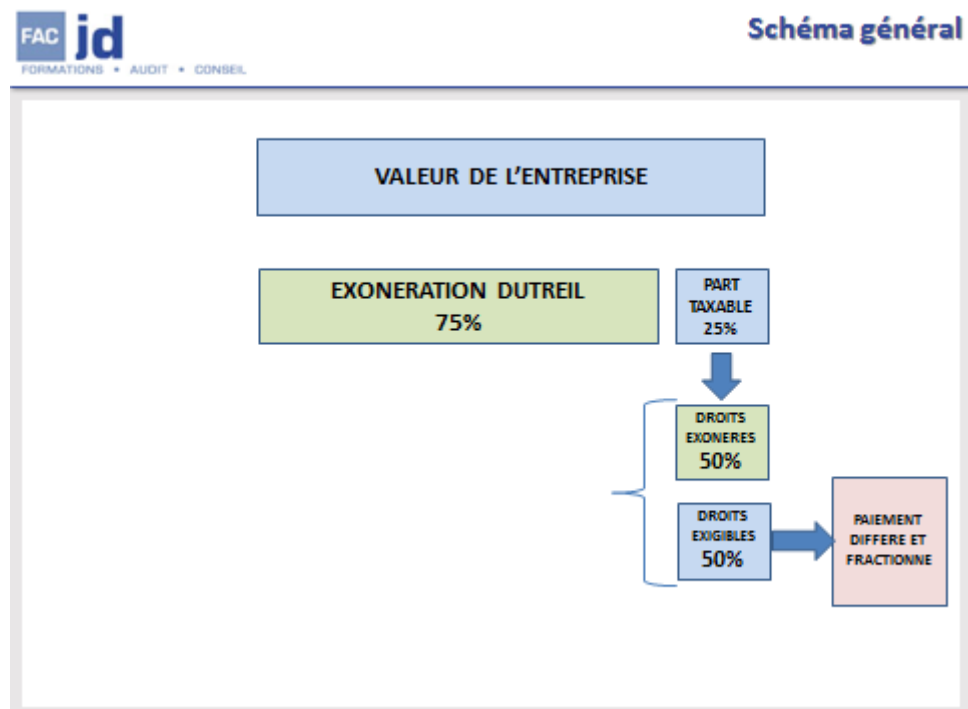 FAC jd
FORMATIONS • AUDIT • CONSEIL
Schéma général
VALEUR DE L'ENTREPRISE
EXONERATION DUTREIL
75%
PART
TAXABLE
25%
DROITS
EXONERES
50%
DROITS
EXIGIBLES
50%
PAIEMENT
DIFFERE ET
FRACTIONNE